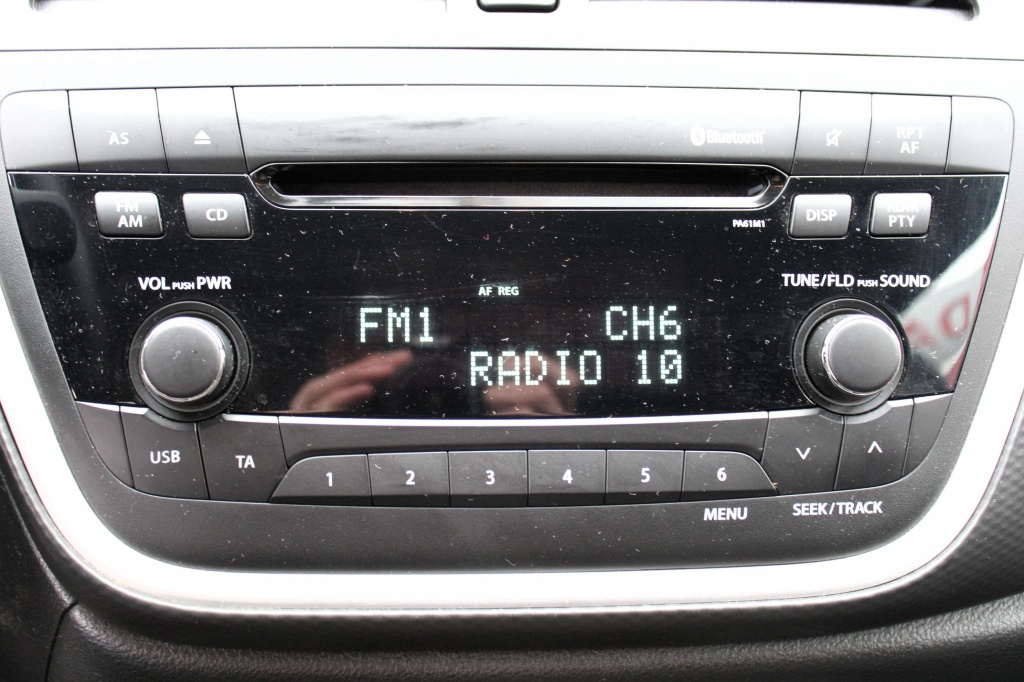 AS
Bluetooth
RPT
AF
FM
AM
CD
DISP
RDM
PTY
PA61M1
VOL PUSH PWR
TUNE/FLD PUSH SOUND
AF REG
FM1 CH6
RADIO 10
USB
TA
1 2 3 4 5 6
MENU
SEEK/TRACK